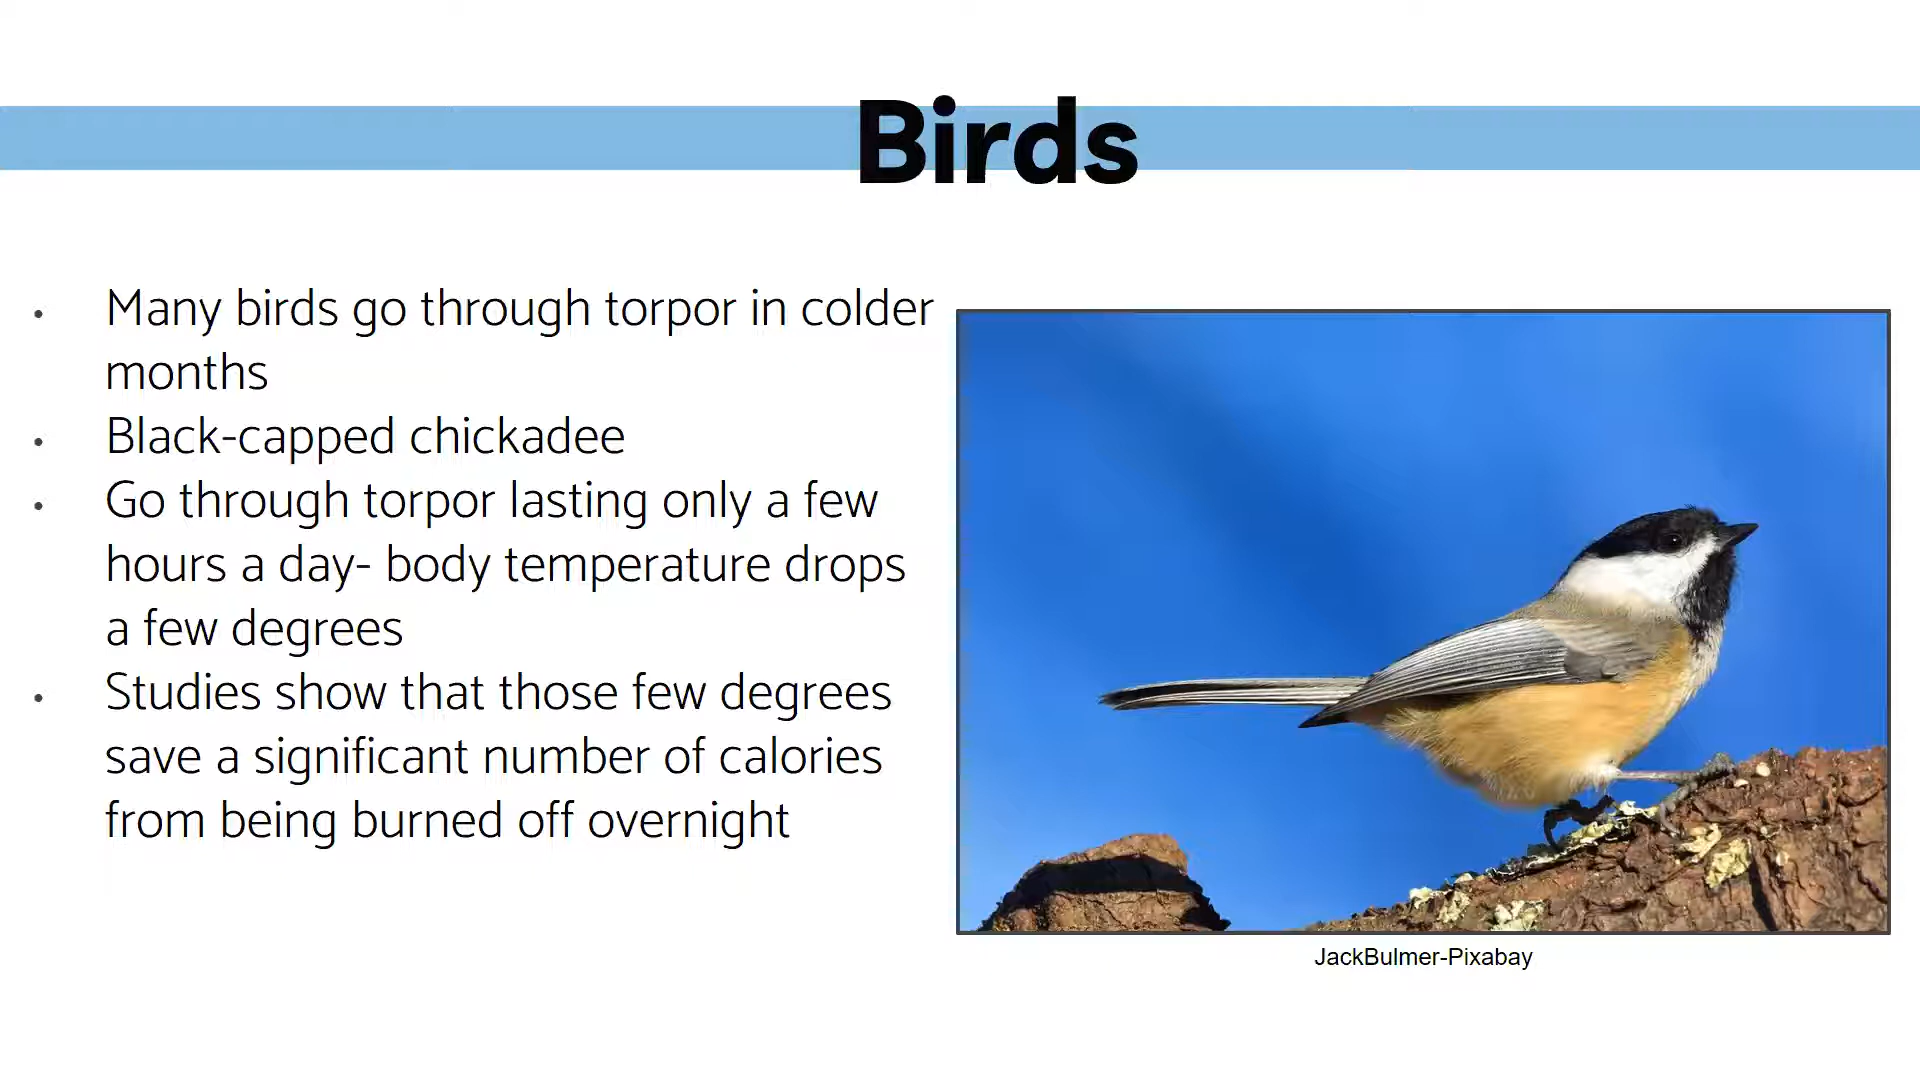 Birds
Many birds go through torpor in colder
months
Black-capped chickadee
Go through torpor lasting only a few
hours a day- body temperature drops
a few degrees
Studies show that those few degrees
save a significant number of calories
from being burned off overnight
JackBulmer-Pixabay